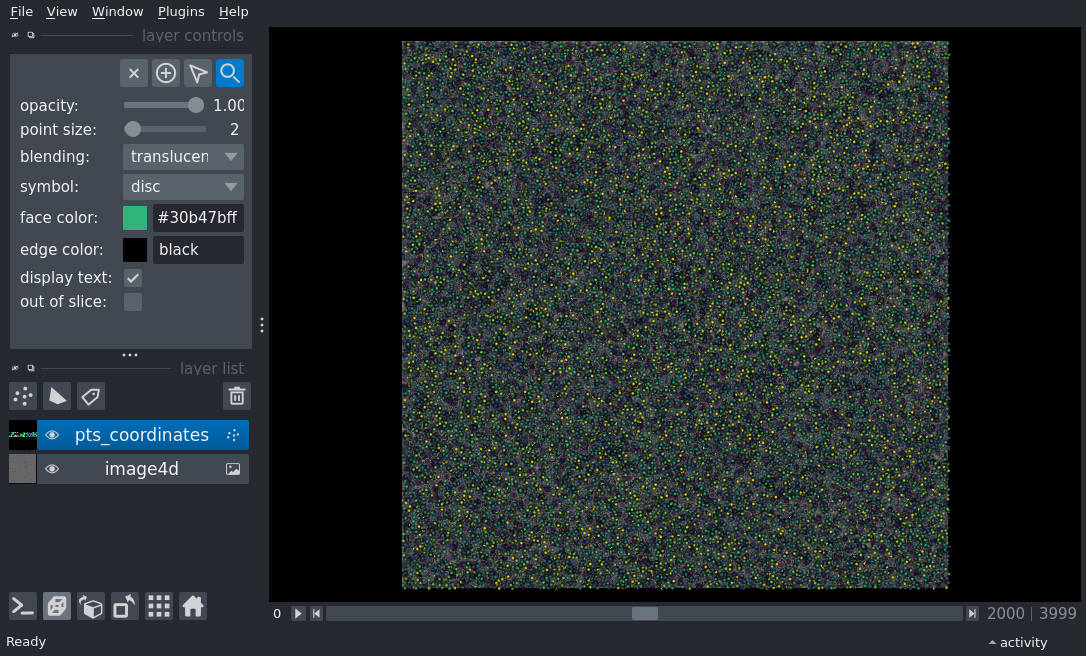 File View Window Plugins Help
layer controls
opacity: 1.00
point size: 2
blending: translucen
symbol: disc
face color: #30b47bff
edge color: black
display text:
out of slice:
layer list
pts_coordinates
image4d
0 2000 | 3999
Ready
activity